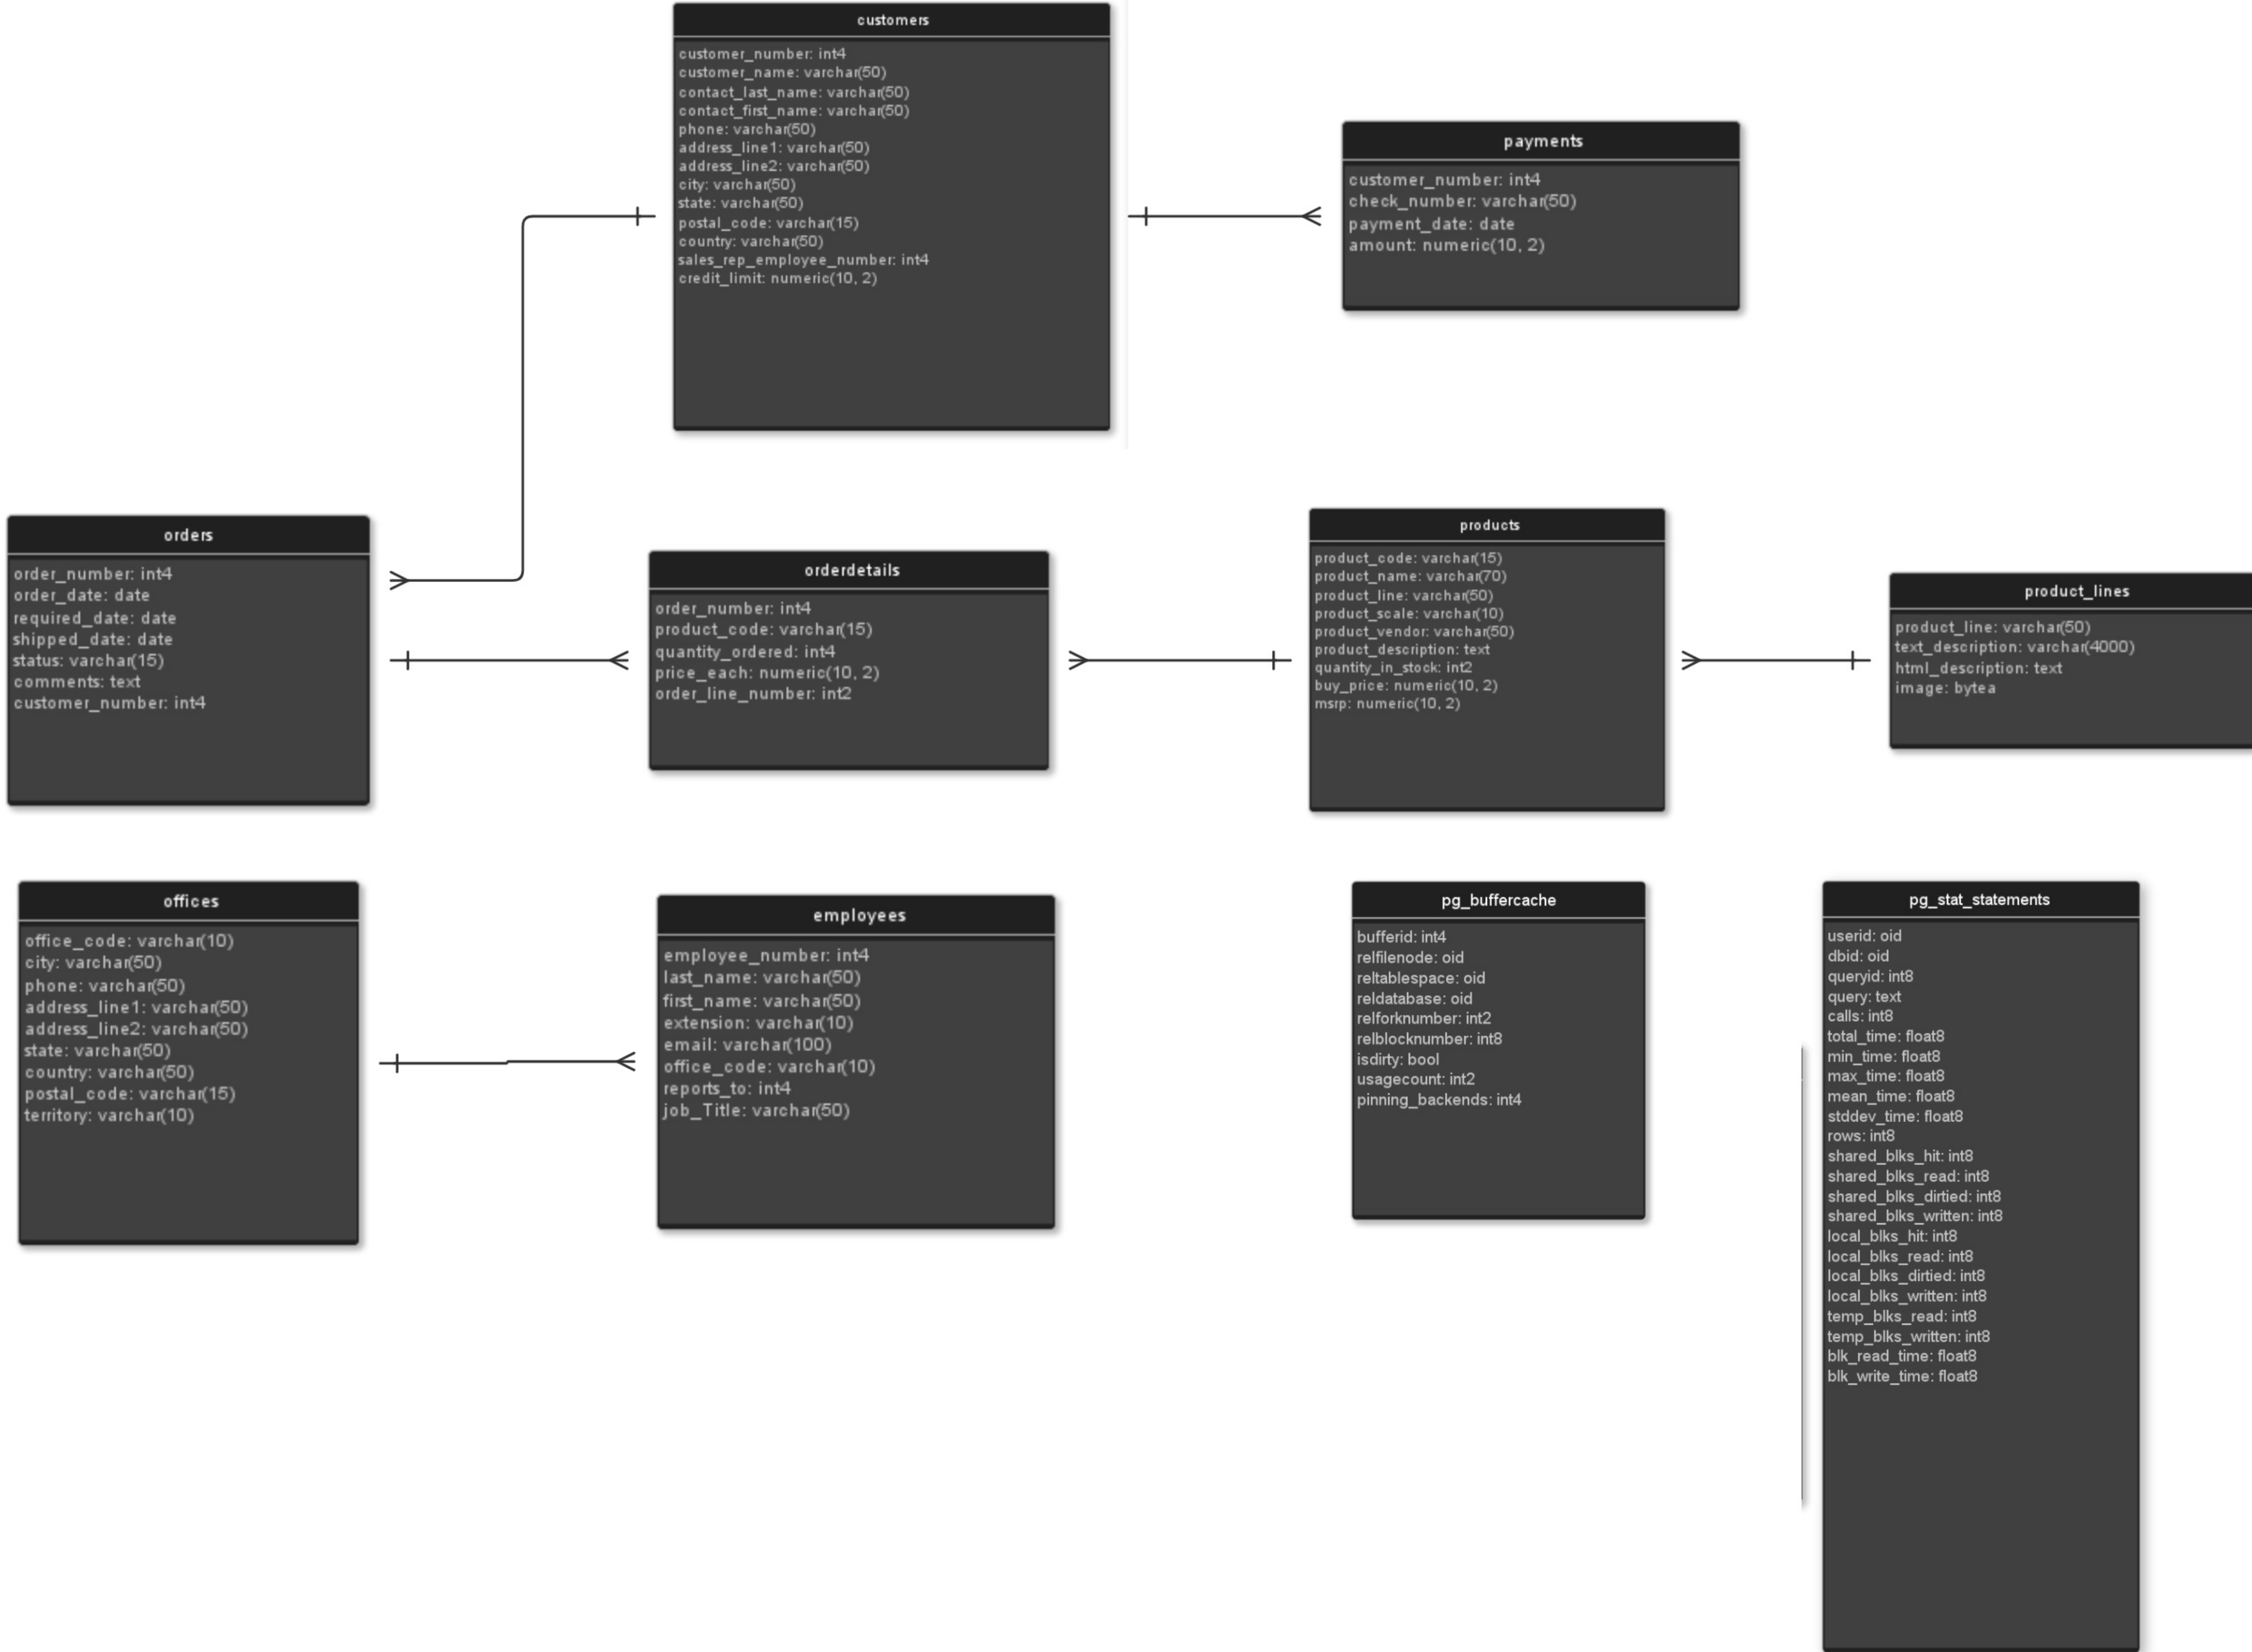 customers
customer_number: int4
customer_name: varchar(50)
contact_last_name: varchar(50)
contact_first_name: varchar(50)
phone: varchar(50)
address_line1: varchar(50)
address_line2: varchar(50)
city: varchar(50)
state: varchar(50)
postal_code: varchar(15)
country: varchar(50)
sales_rep_employee_number: int4
credit_limit: numeric(10, 2)
payments
customer_number: int4
check_number: varchar(50)
payment_date: date
amount: numeric(10, 2)
orders
order_number: int4
order_date: date
required_date: date
shipped_date: date
status: varchar(15)
comments: text
customer_number: int4
orderdetails
order_number: int4
product_code: varchar(15)
quantity_ordered: int4
price_each: numeric(10, 2)
order_line_number: int2
products
product_code: varchar(15)
product_name: varchar(70)
product_line: varchar(50)
product_scale: varchar(10)
product_vendor: varchar(50)
product_description: text
quantity_in_stock: int2
buy_price: numeric(10, 2)
msrp: numeric(10, 2)
product_lines
product_line: varchar(50)
text_description: varchar(4000)
html_description: text
image: bytea
offices
office_code: varchar(10)
city: varchar(50)
phone: varchar(50)
address_line1: varchar(50)
address_line2: varchar(50)
state: varchar(50)
country: varchar(50)
postal_code: varchar(15)
territory: varchar(10)
employees
employee_number: int4
last_name: varchar(50)
first_name: varchar(50)
extension: varchar(10)
email: varchar(100)
office_code: varchar(10)
reports_to: int4
job_Title: varchar(50)
pg_buffercache
bufferid: int4
relfilenode: oid
reltablespace: oid
reldatabase: oid
relforknumber: int2
relblocknumber: int8
isdirty: bool
usagecount: int2
pinning_backends: int4
pg_stat_statements
userid: oid
dbid: oid
queryid: int8
query: text
calls: int8
total_time: float8
min_time: float8
max_time: float8
mean_time: float8
stddev_time: float8
rows: int8
shared_blks_hit: int8
shared_blks_read: int8
shared_blks_dirtied: int8
shared_blks_written: int8
local_blks_hit: int8
local_blks_read: int8
local_blks_dirtied: int8
local_blks_written: int8
temp_blks_read: int8
temp_blks_written: int8
blk_read_time: float8
blk_write_time: float8